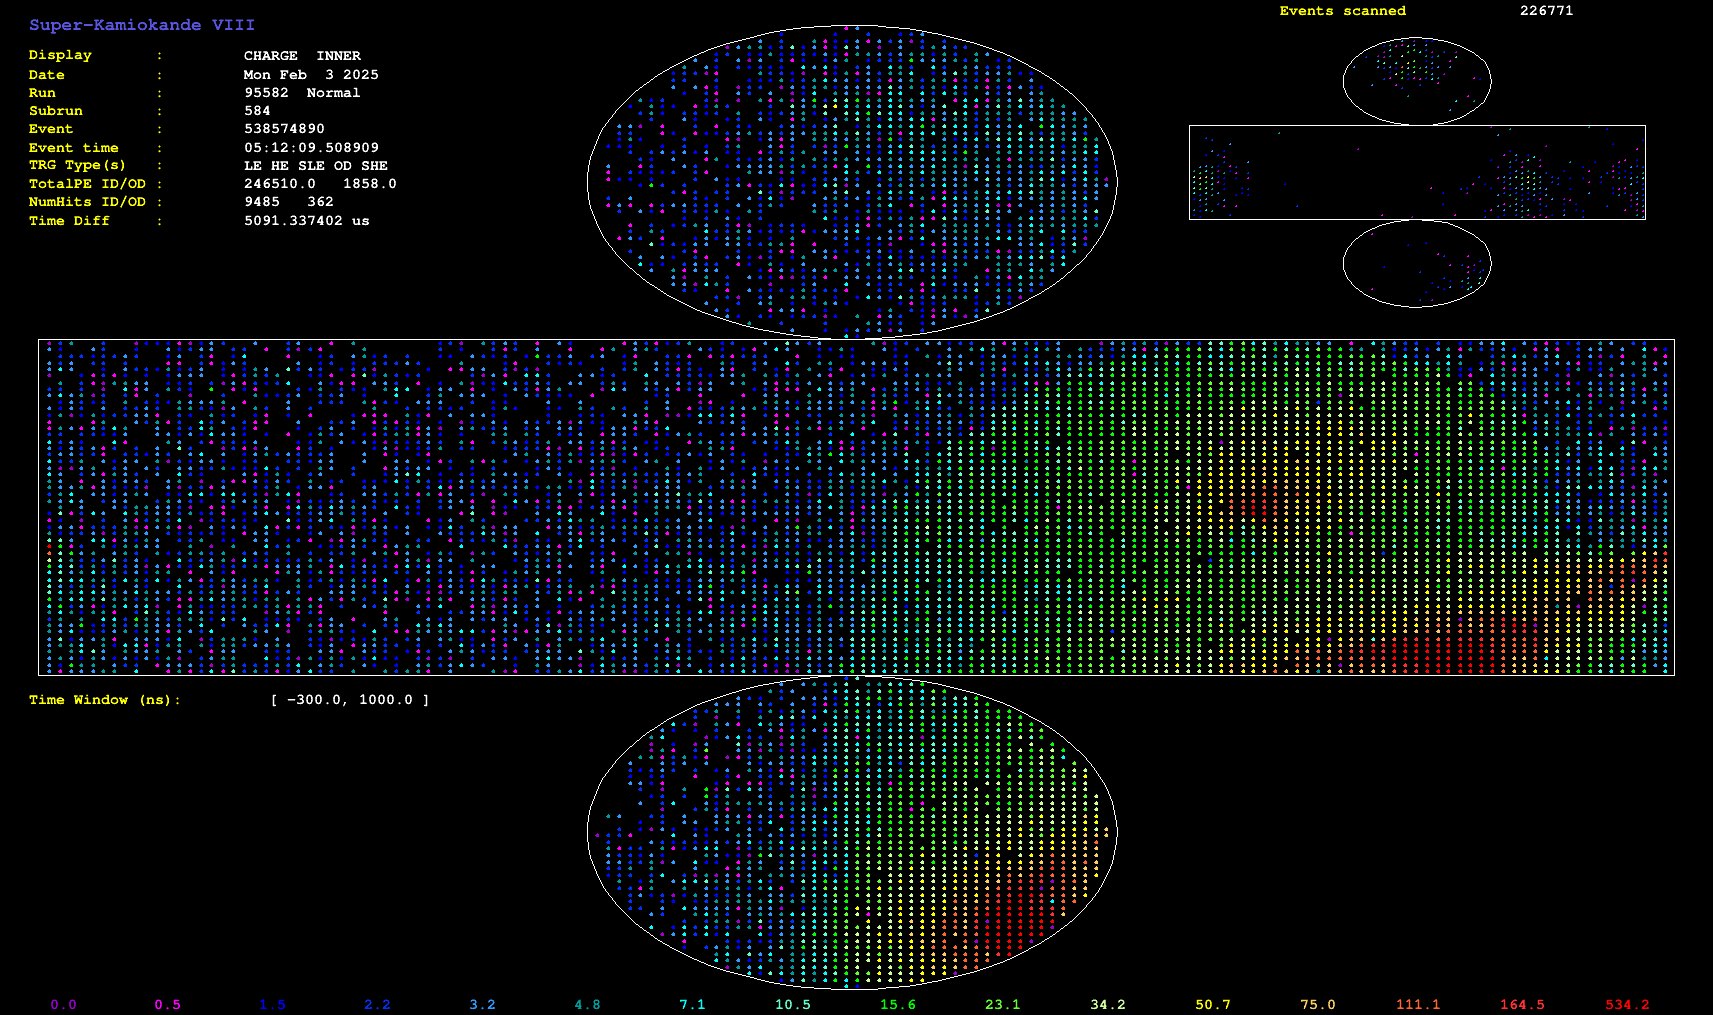 Super-Kamiokande VIII
Events scanned 226771
Display : CHARGE INNER
Date : Mon Feb 3 2025
Run : 95582 Normal
Subrun : 584
Event : 538574890
Event time : 05:12:09.508909
TRG Type(s) : LE HE SLE OD SHE
TotalPE ID/OD : 246510.0 1858.0
NumHits ID/OD : 9485 362
Time Diff : 5091.337402 us
Time Window (ns): [ -300.0, 1000.0 ]
0.0 0.5 1.5 2.2 3.2 4.8 7.1 10.5 15.6 23.1 34.2 50.7 75.0 111.1 164.5 534.2